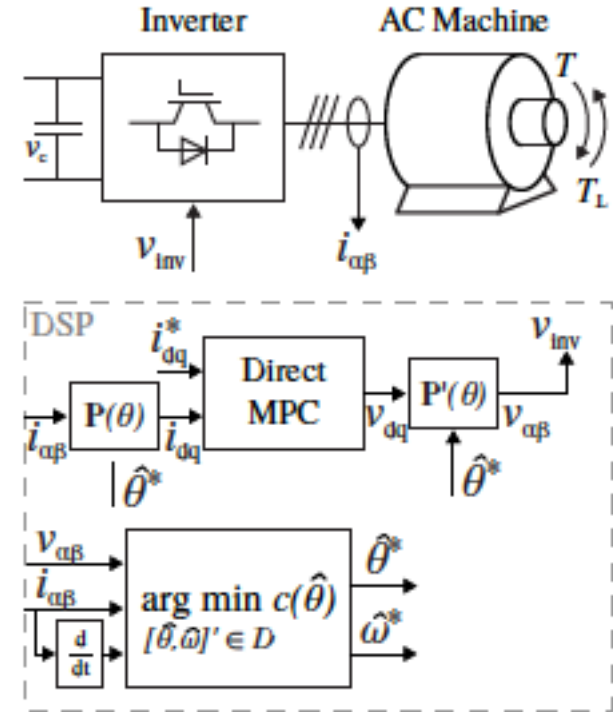 Inverter
AC Machine
v_c
T
T_L
v_inv
i_αβ
DSP
i*_dq
Direct
MPC
v_inv
P(θ)
P'(θ)
i_αβ
i_dq
v_dq
v_αβ
θ̂*
θ̂*
v_αβ
i_αβ
d
dt
arg min c(θ̂)
[θ̂,ω̂]' ∈ D
θ̂*
ω̂*